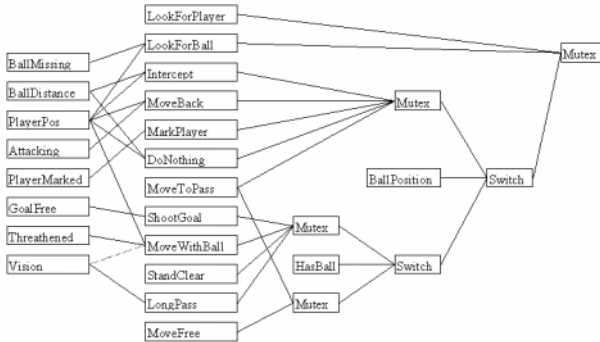 LookForPlayer
LookForBall
Mutex
BallMissing
Intercept
BallDistance
MoveBack
Mutex
PlayerPos
MarkPlayer
Attacking
DoNothing
PlayerMarked
MoveToPass
BallPosition
Switch
GoalFree
ShootGoal
Mutex
Threathened
MoveWithBall
Vision
StandClear
HasBall
Switch
LongPass
Mutex
MoveFree